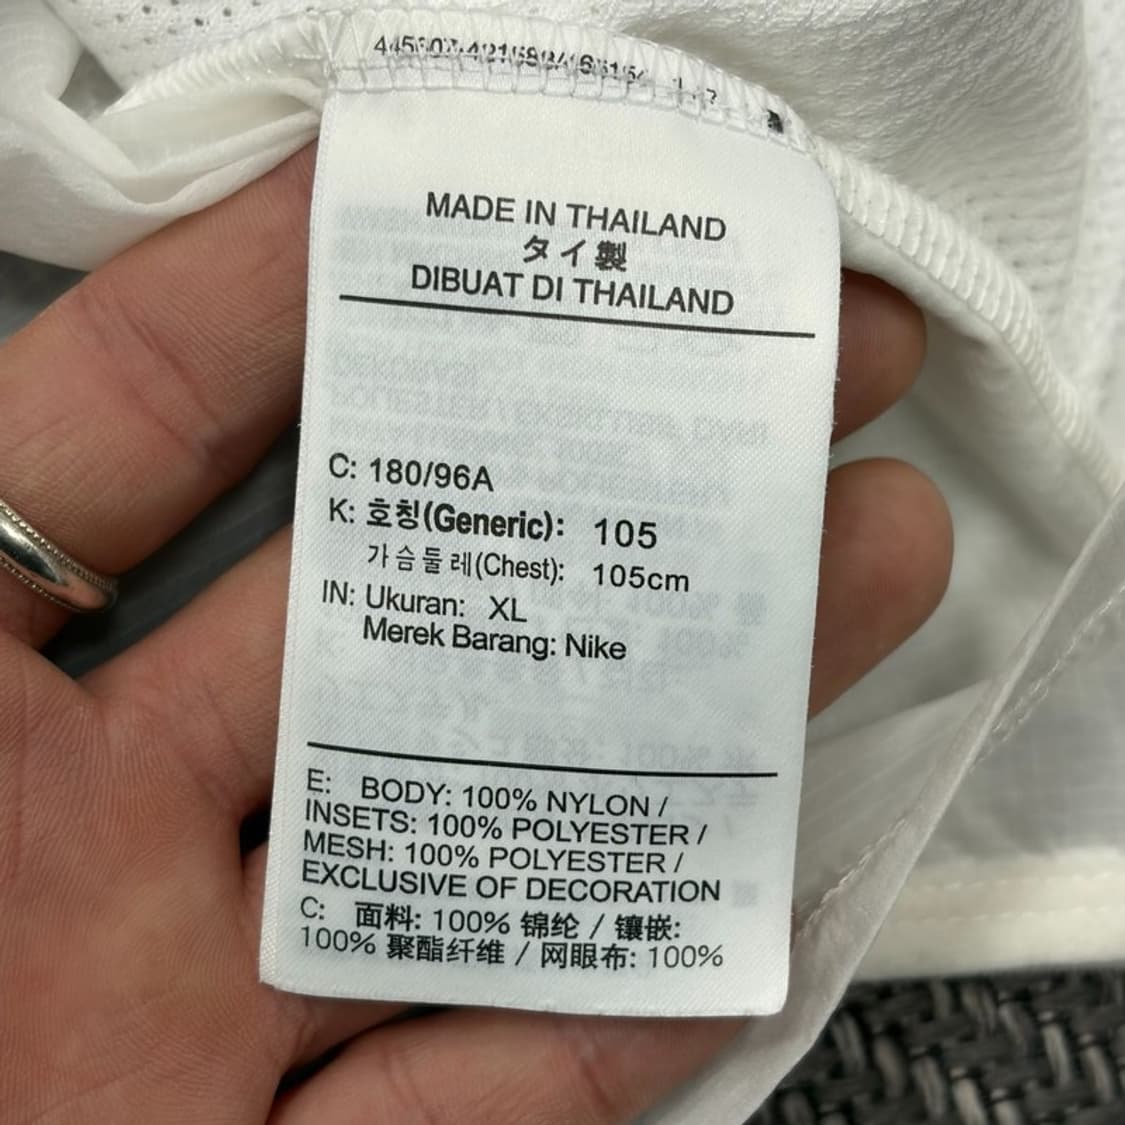 MADE IN THAILAND
タイ製
DIBUAT DI THAILAND
C: 180/96A
K: 호칭(Generic): 105
가슴둘레(Chest): 105cm
IN: Ukuran: XL
Merek Barang: Nike
E: BODY: 100% NYLON /
INSETS: 100% POLYESTER /
MESH: 100% POLYESTER /
EXCLUSIVE OF DECORATION
C: 面料: 100% 锦纶 / 镶嵌:
100% 聚酯纤维 / 网眼布: 100%